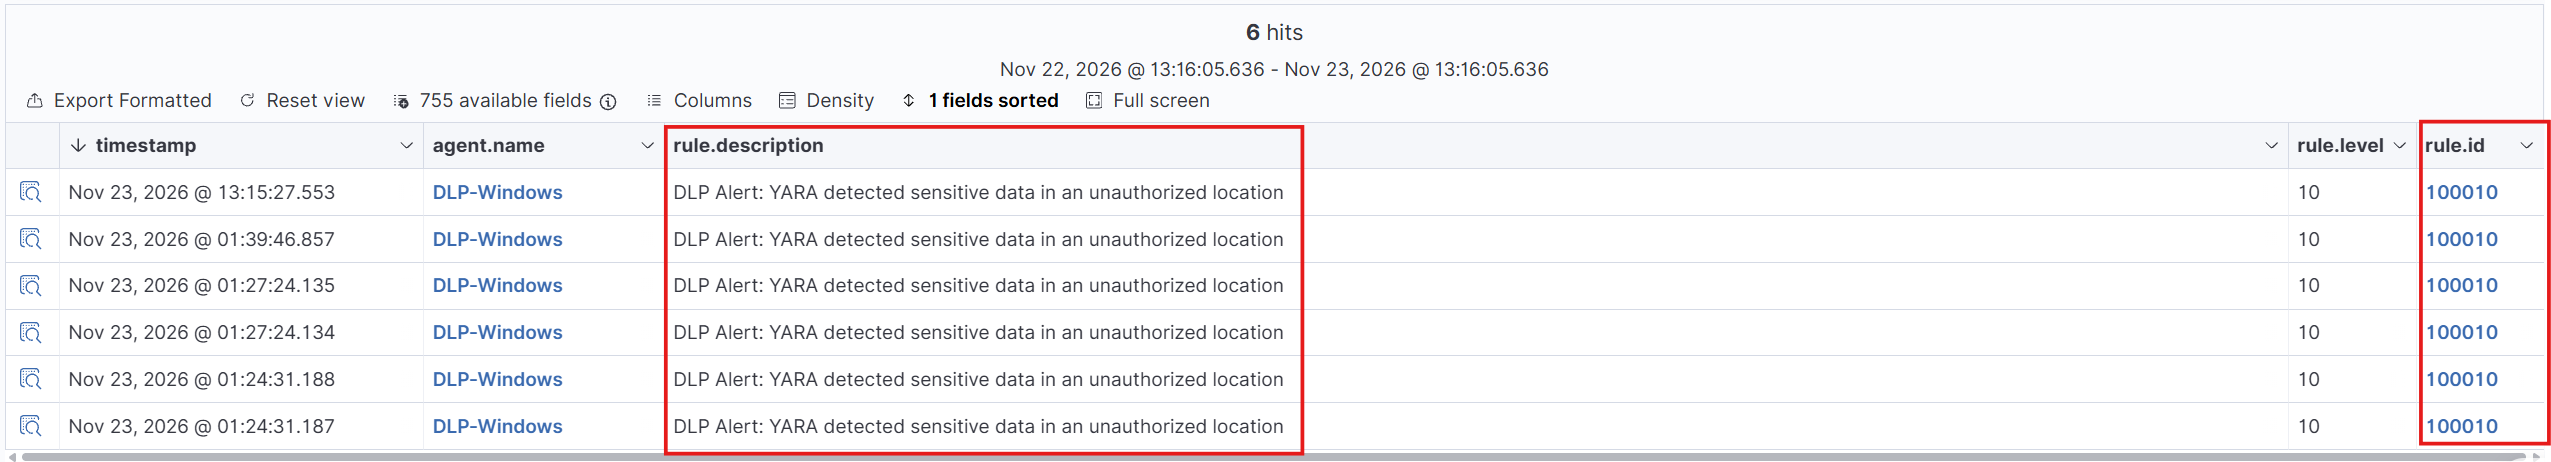 6 hits
Nov 22, 2026 @ 13:16:05.636 - Nov 23, 2026 @ 13:16:05.636
Export Formatted Reset view 755 available fields Columns Density 1 fields sorted Full screen
timestamp agent.name rule.description rule.level rule.id
Nov 23, 2026 @ 13:15:27.553 DLP-Windows DLP Alert: YARA detected sensitive data in an unauthorized location 10 100010
Nov 23, 2026 @ 01:39:46.857 DLP-Windows DLP Alert: YARA detected sensitive data in an unauthorized location 10 100010
Nov 23, 2026 @ 01:27:24.135 DLP-Windows DLP Alert: YARA detected sensitive data in an unauthorized location 10 100010
Nov 23, 2026 @ 01:27:24.134 DLP-Windows DLP Alert: YARA detected sensitive data in an unauthorized location 10 100010
Nov 23, 2026 @ 01:24:31.188 DLP-Windows DLP Alert: YARA detected sensitive data in an unauthorized location 10 100010
Nov 23, 2026 @ 01:24:31.187 DLP-Windows DLP Alert: YARA detected sensitive data in an unauthorized location 10 100010